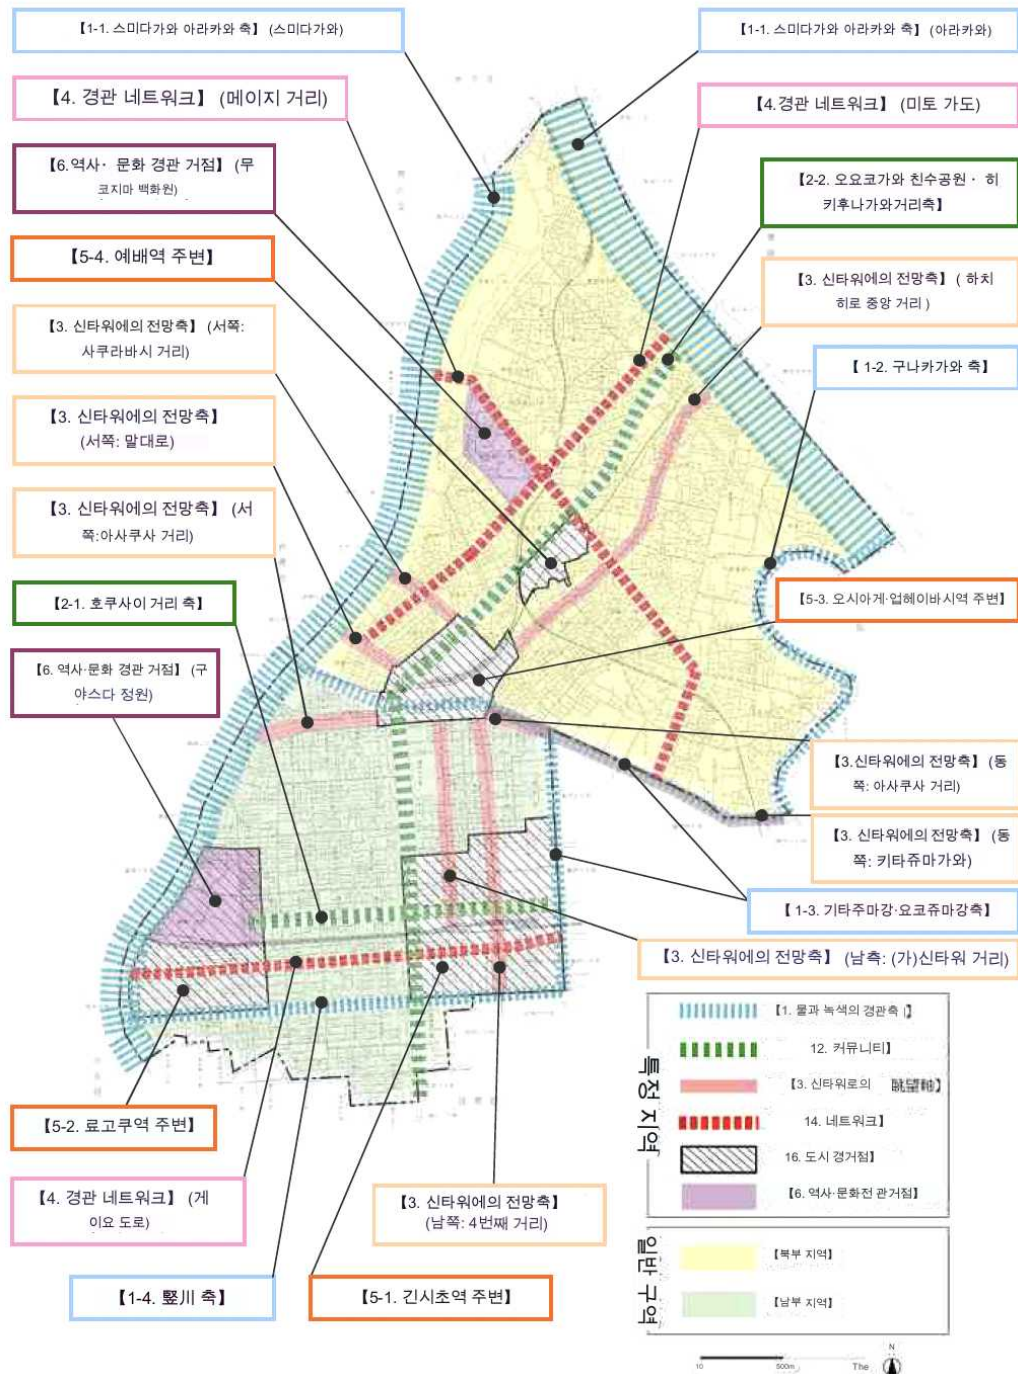 【1-1. 스미다가와 아라카와 축】 (스미다가와)
【1-1. 스미다가와 아라카와 축】 (아라카와)
【4. 경관 네트워크】 (메이지 거리)
【4.경관 네트워크】 (미토 가도)
【6.역사· 문화 경관 거점】 (무
코지마 백화원)
【2-2. 오요코가와 친수공원 · 히
키후나가와거리축】
【5-4. 예배역 주변】
【3. 신타워에의 전망축】 ( 하치
히로 중앙 거리 )
【3. 신타워에의 전망축】 (서쪽:
사쿠라바시 거리)
【 1-2. 구나카가와 축】
【3. 신타워에의 전망축】
(서쪽: 말대로)
【3. 신타워에의 전망축】 (서
쪽:아사쿠사 거리)
【2-1. 호쿠사이 거리 축】
【5-3. 오시아게·업헤이바시역 주변】
【6. 역사·문화 경관 거점】 (구
야스다 정원)
【3.신타워에의 전망축】 (동
쪽: 아사쿠사 거리)
【3. 신타워에의 전망축】 (동
쪽: 키타쥬마가와)
【 1-3. 기타주마강·요코쥬마강축】
【3. 신타워에의 전망축】 (남측: (가)신타워 거리)
【5-2. 료고쿠역 주변】
【4. 경관 네트워크】 (게
이요 도로)
【3. 신타워에의 전망축】
(남쪽: 4번째 거리)
【1-4. 竪川 축】
【5-1. 긴시초역 주변】
특정 지역
【1. 물과 녹색의 경관축 】
12. 커뮤니티】
【3. 신타워로의 眺望軸】
14. 네트워크】
16. 도시 경거점】
【6. 역사·문화전 관거점】
일반 구역
【북부 지역】
【남부 지역】
N
10 500m The